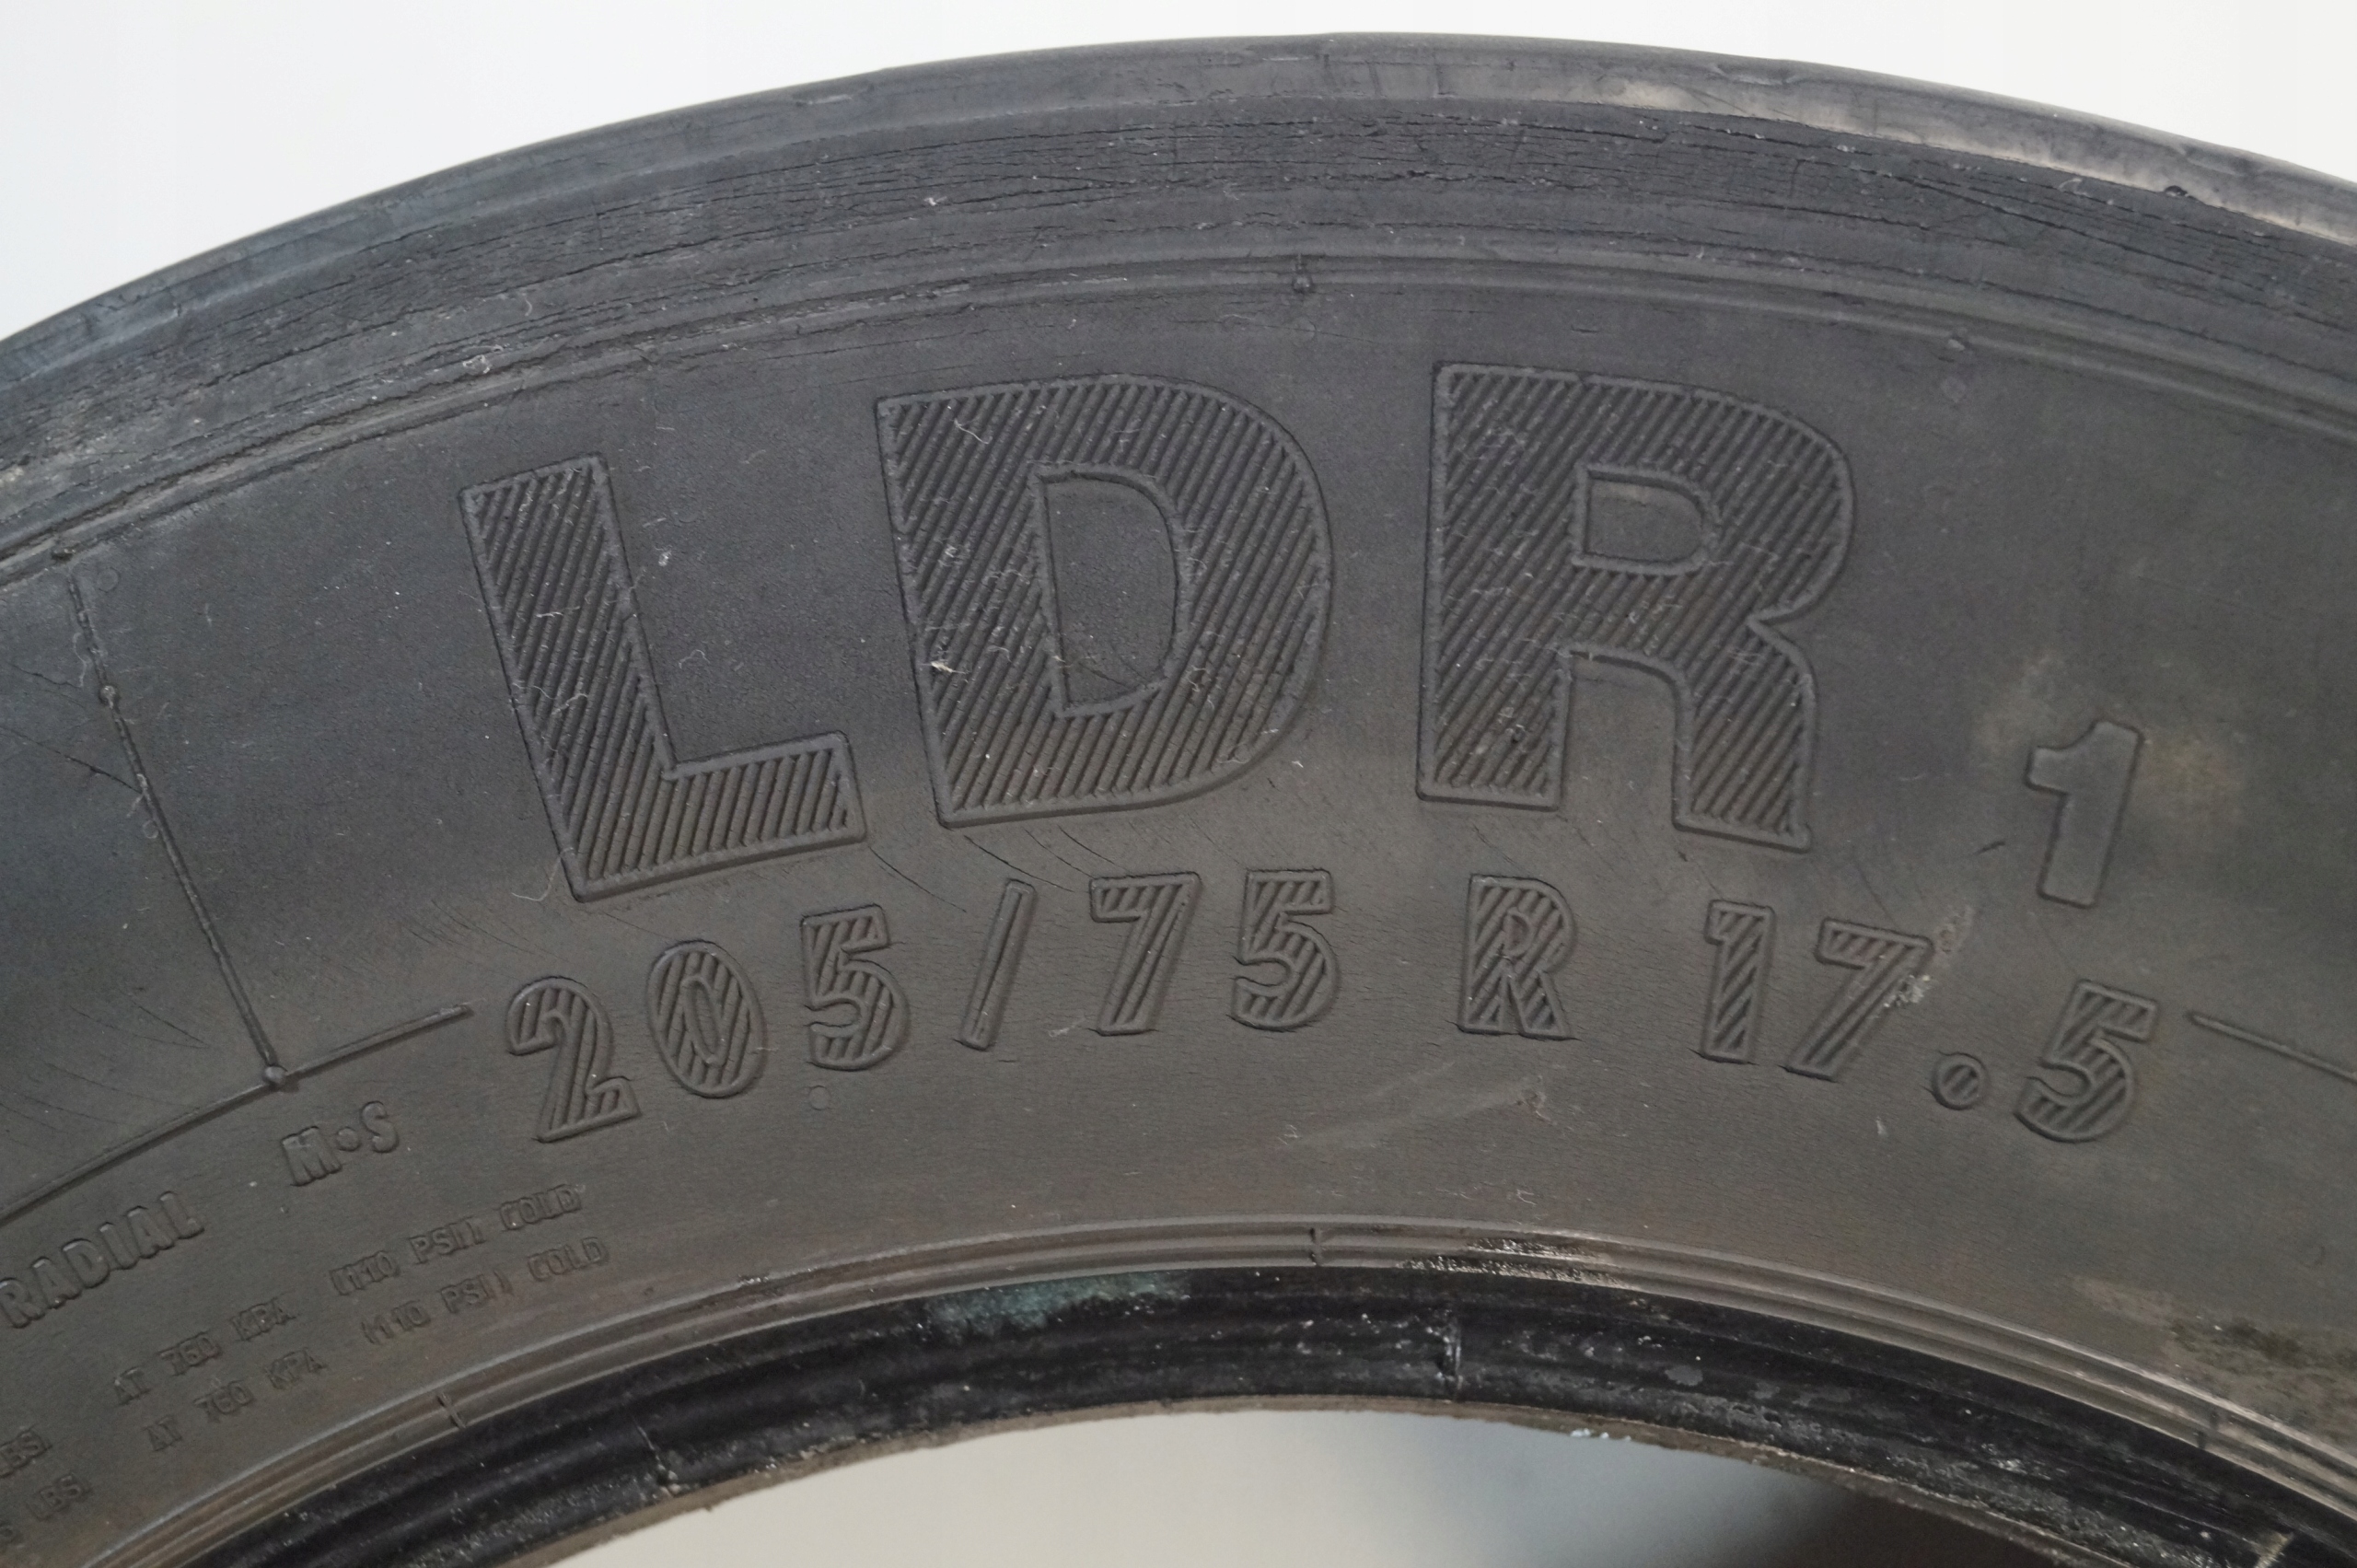 LDR 1
205/75 R 17.5
RADIAL M·S
AT 760 KPA (110 PSI) COLD
LBS. AT 760 KPA (110 PSI) COLD